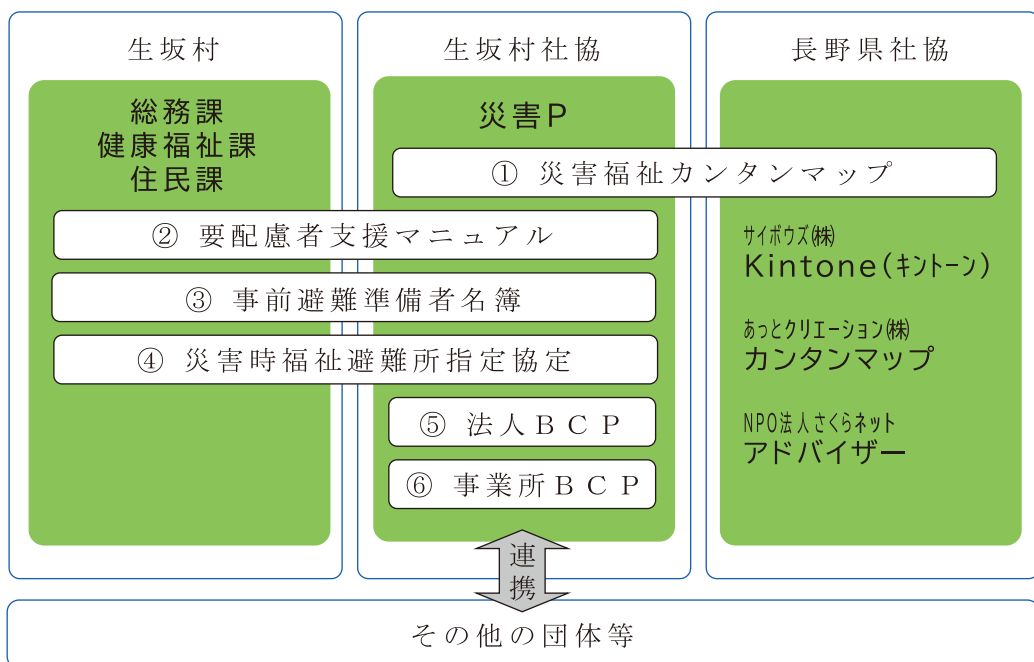 生坂村
総務課
健康福祉課
住民課
生坂村社協
災害P
長野県社協
① 災害福祉カンタンマップ
② 要配慮者支援マニュアル
③ 事前避難準備者名簿
④ 災害時福祉避難所指定協定
⑤ 法人BCP
⑥ 事業所BCP
サイボウズ(株)
Kintone(キントーン)
あっとクリエーション(株)
カンタンマップ
NPO法人さくらネット
アドバイザー
連携
その他の団体等